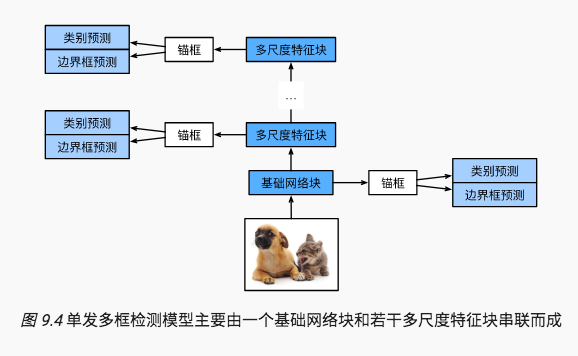 类别预测
边界框预测
锚框
多尺度特征块
...
类别预测
边界框预测
锚框
多尺度特征块
基础网络块
锚框
类别预测
边界框预测
图 9.4 单发多框检测模型主要由一个基础网络块和若干多尺度特征块串联而成